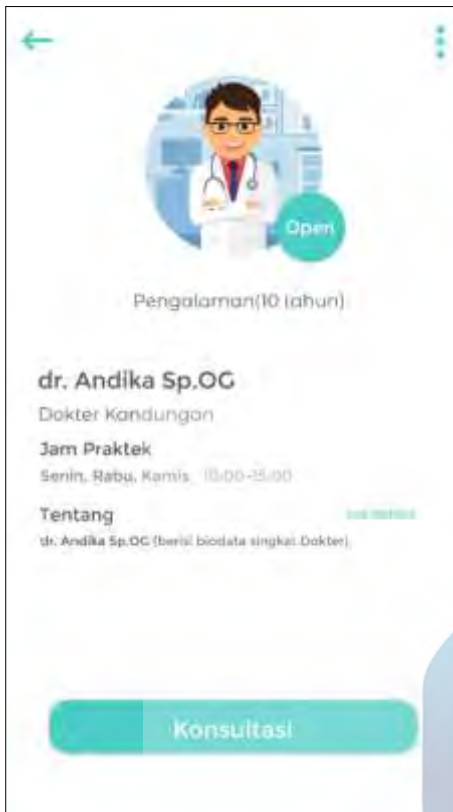 Open
Pengalaman(10 tahun)
dr. Andika Sp.OG
Dokter Kandungan
Jam Praktek
Senin, Rabu, Kamis 10:00-15:00
Tentang
dr. Andika Sp.OG (berisi biodata singkat Dokter)
Konsultasi